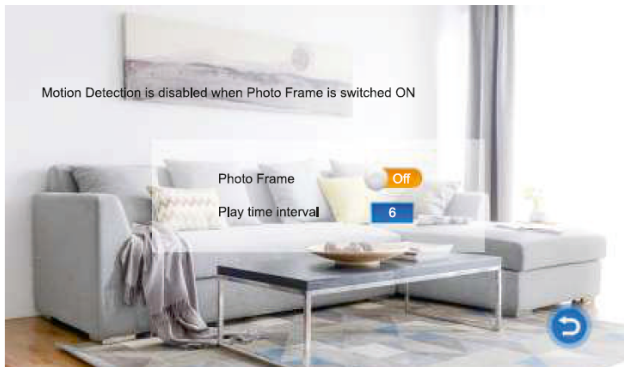 Motion Detection is disabled when Photo Frame is switched ON
Photo Frame
Off
Play time interval
6